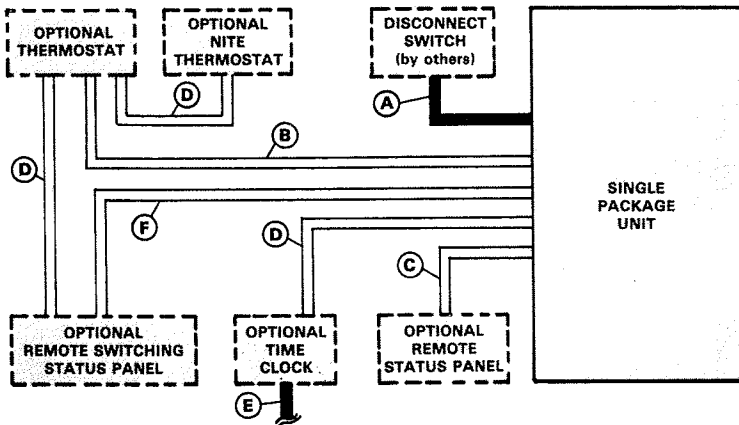 OPTIONAL
THERMOSTAT
OPTIONAL
NITE
THERMOSTAT
DISCONNECT
SWITCH
(by others)
A
D
B
D
F
D
C
SINGLE
PACKAGE
UNIT
OPTIONAL
REMOTE SWITCHING
STATUS PANEL
OPTIONAL
TIME
CLOCK
OPTIONAL
REMOTE
STATUS PANEL
E